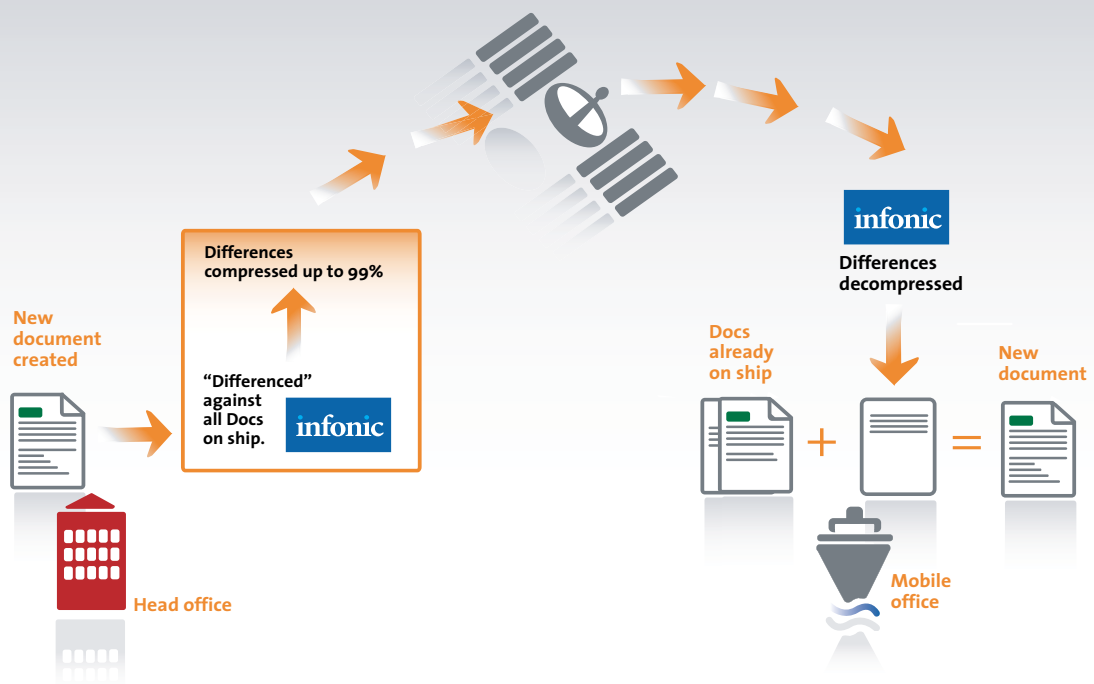 New
document
created
Differences
compressed up to 99%
“Differenced”
against
all Docs
on ship.
infonic
Head office
infonic
Differences
decompressed
Docs
already
on ship
+
=
New
document
Mobile
office